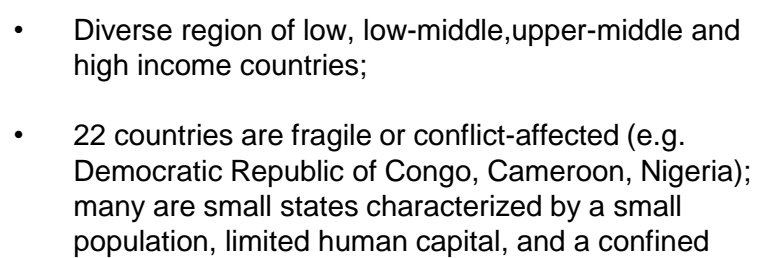 • Diverse region of low, low-middle,upper-middle and
high income countries;
• 22 countries are fragile or conflict-affected (e.g.
Democratic Republic of Congo, Cameroon, Nigeria);
many are small states characterized by a small
population, limited human capital, and a confined